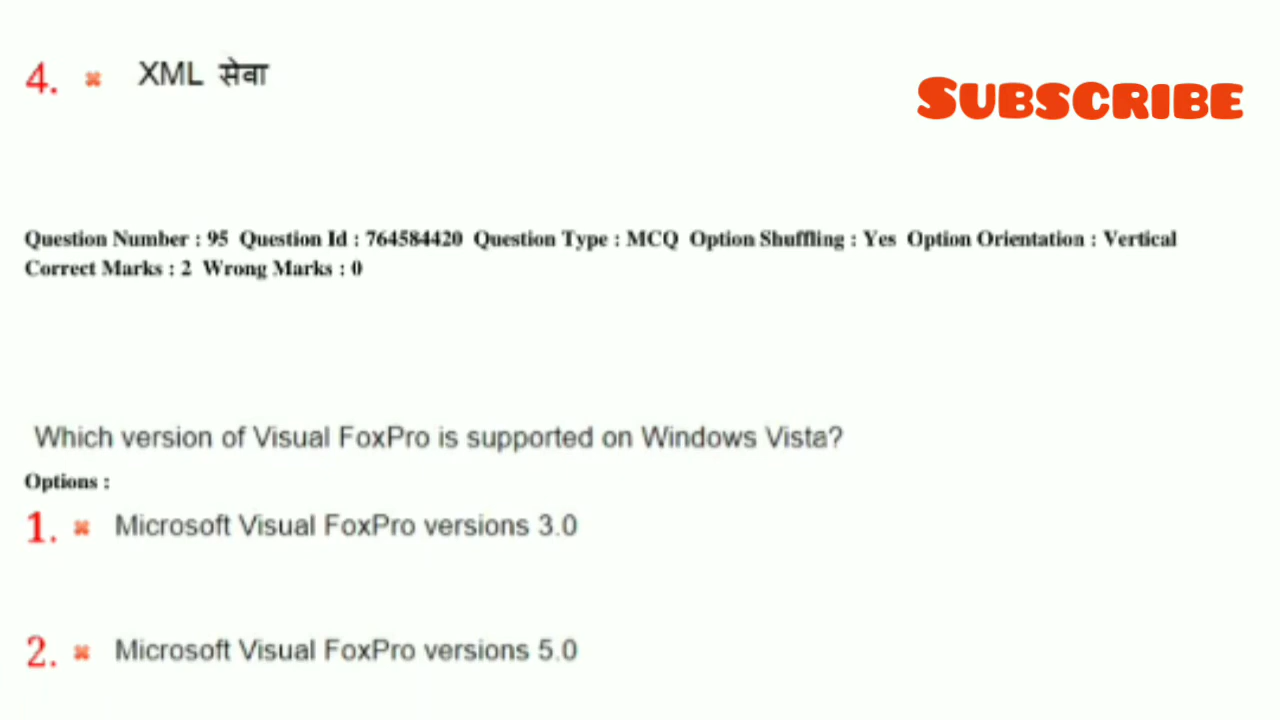 4. XML सेवा
SUBSCRIBE
Question Number : 95 Question Id : 764584420 Question Type : MCQ Option Shuffling : Yes Option Orientation : Vertical
Correct Marks : 2 Wrong Marks : 0
Which version of Visual FoxPro is supported on Windows Vista?
Options :
1. Microsoft Visual FoxPro versions 3.0
2. Microsoft Visual FoxPro versions 5.0